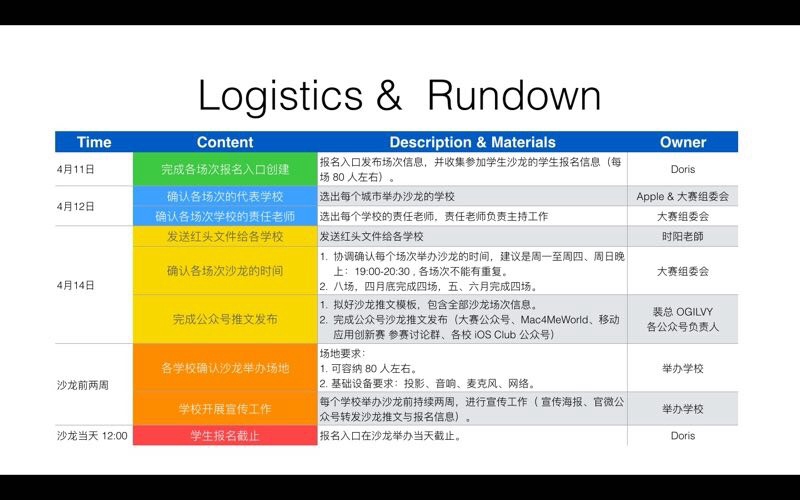 Logistics & Rundown
Time Content Description & Materials Owner
4月11日 完成各场次报名入口创建 报名入口发布场次信息，并收集参加学生沙龙的学生报名信息（每
场 80 人左右）。 Doris
4月12日 确认各场次的代表学校 选出每个城市举办沙龙的学校 Apple & 大赛组委会
确认各场次学校的责任老师 选出每个学校的责任老师，责任老师负责主持工作 大赛组委会
4月14日 发送红头文件给各学校 发送红头文件给各学校 时阳老師
确认各场次沙龙的时间 1. 协调确认每个场次举办沙龙的时间，建议是周一至周四、周日晚
上：19:00-20:30，各场次不能有重复。
2. 八场，四月底完成四场，五、六月完成四场。 大赛组委会
完成公众号推文发布 1. 拟好沙龙推文模板，包含全部沙龙场次信息。
2. 完成公众号沙龙推文发布（大赛公众号、Mac4MeWorld、移动
应用创新赛 参赛讨论群、各校 iOS Club 公众号） 裴总 OGILVY
各公众号负责人
沙龙前两周 各学校确认沙龙举办场地 场地要求：
1. 可容纳 80 人左右。
2. 基础设备要求：投影、音响、麦克风、网络。 举办学校
学校开展宣传工作 每个学校举办沙龙前持续两周，进行宣传工作（ 宣传海报、官微公
众号转发沙龙推文与报名信息）。 举办学校
沙龙当天 12:00 学生报名截止 报名入口在沙龙举办当天截止。 Doris